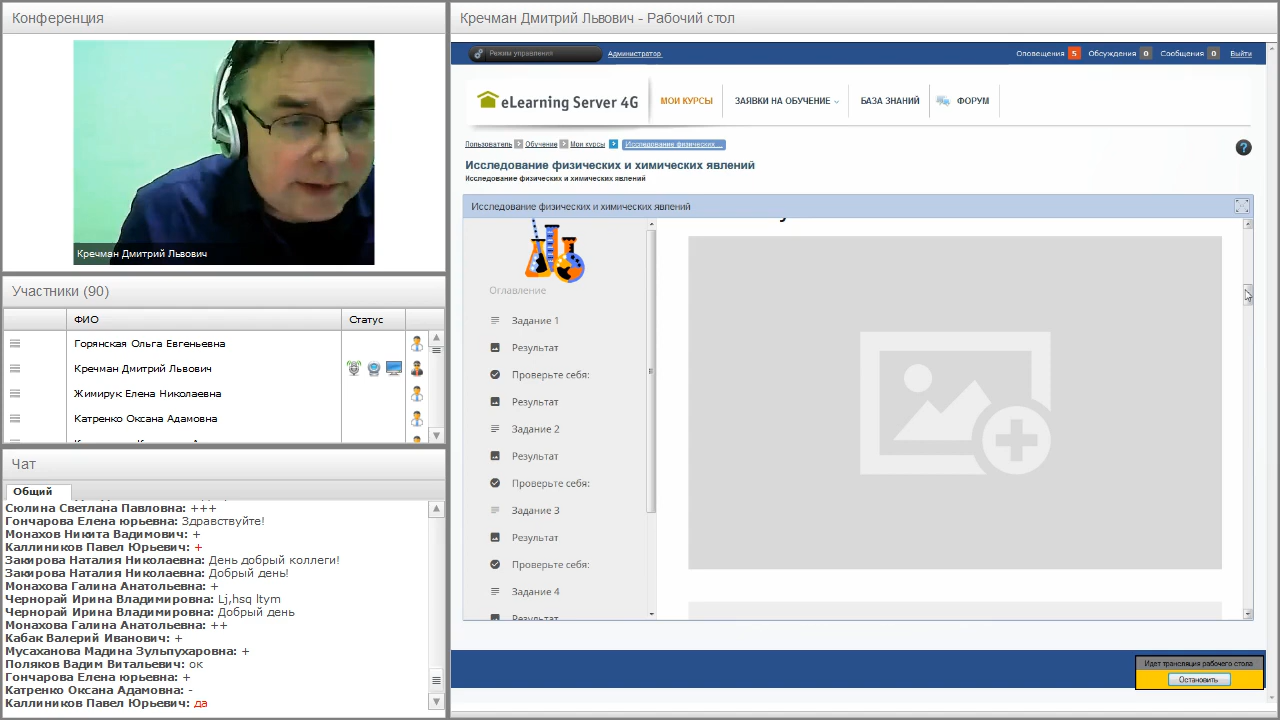 Конференция
Кречман Дмитрий Львович
Участники (90)
ФИО
Статус
Горянская Ольга Евгеньевна
Кречман Дмитрий Львович
Жимирук Елена Николаевна
Катренко Оксана Адамовна
Чат
Общий
Сюлина Светлана Павловна: +++
Гончарова Елена юрьевна: Здравствуйте!
Монахов Никита Вадимович: +
Каллиников Павел Юрьевич: +
Закирова Наталия Николаевна: День добрый коллеги!
Закирова Наталия Николаевна: Добрый день!
Монахова Галина Анатольевна: +
Чернорай Ирина Владимировна: Lj,hsq ltym
Чернорай Ирина Владимировна: Добрый день
Монахова Галина Анатольевна: ++
Кабак Валерий Иванович: +
Мусаханова Мадина Зульпухаровна: +
Поляков Вадим Витальевич: ок
Гончарова Елена юрьевна: +
Катренко Оксана Адамовна: -
Каллиников Павел Юрьевич: да
Кречман Дмитрий Львович - Рабочий стол
Режим управления
Администратор
Оповещения 5 Обсуждения 0 Сообщения 0 Выйти
eLearning Server 4G
МОИ КУРСЫ
ЗАЯВКИ НА ОБУЧЕНИЕ
БАЗА ЗНАНИЙ
ФОРУМ
Пользователь Обучение Мои курсы Исследование физических ...
?
Исследование физических и химических явлений
Исследование физических и химических явлений
Исследование физических и химических явлений
Оглавление
Задание 1
Результат
Проверьте себя:
Результат
Задание 2
Результат
Проверьте себя:
Задание 3
Результат
Проверьте себя:
Задание 4
Результат
Идет трансляция рабочего стола
Остановить